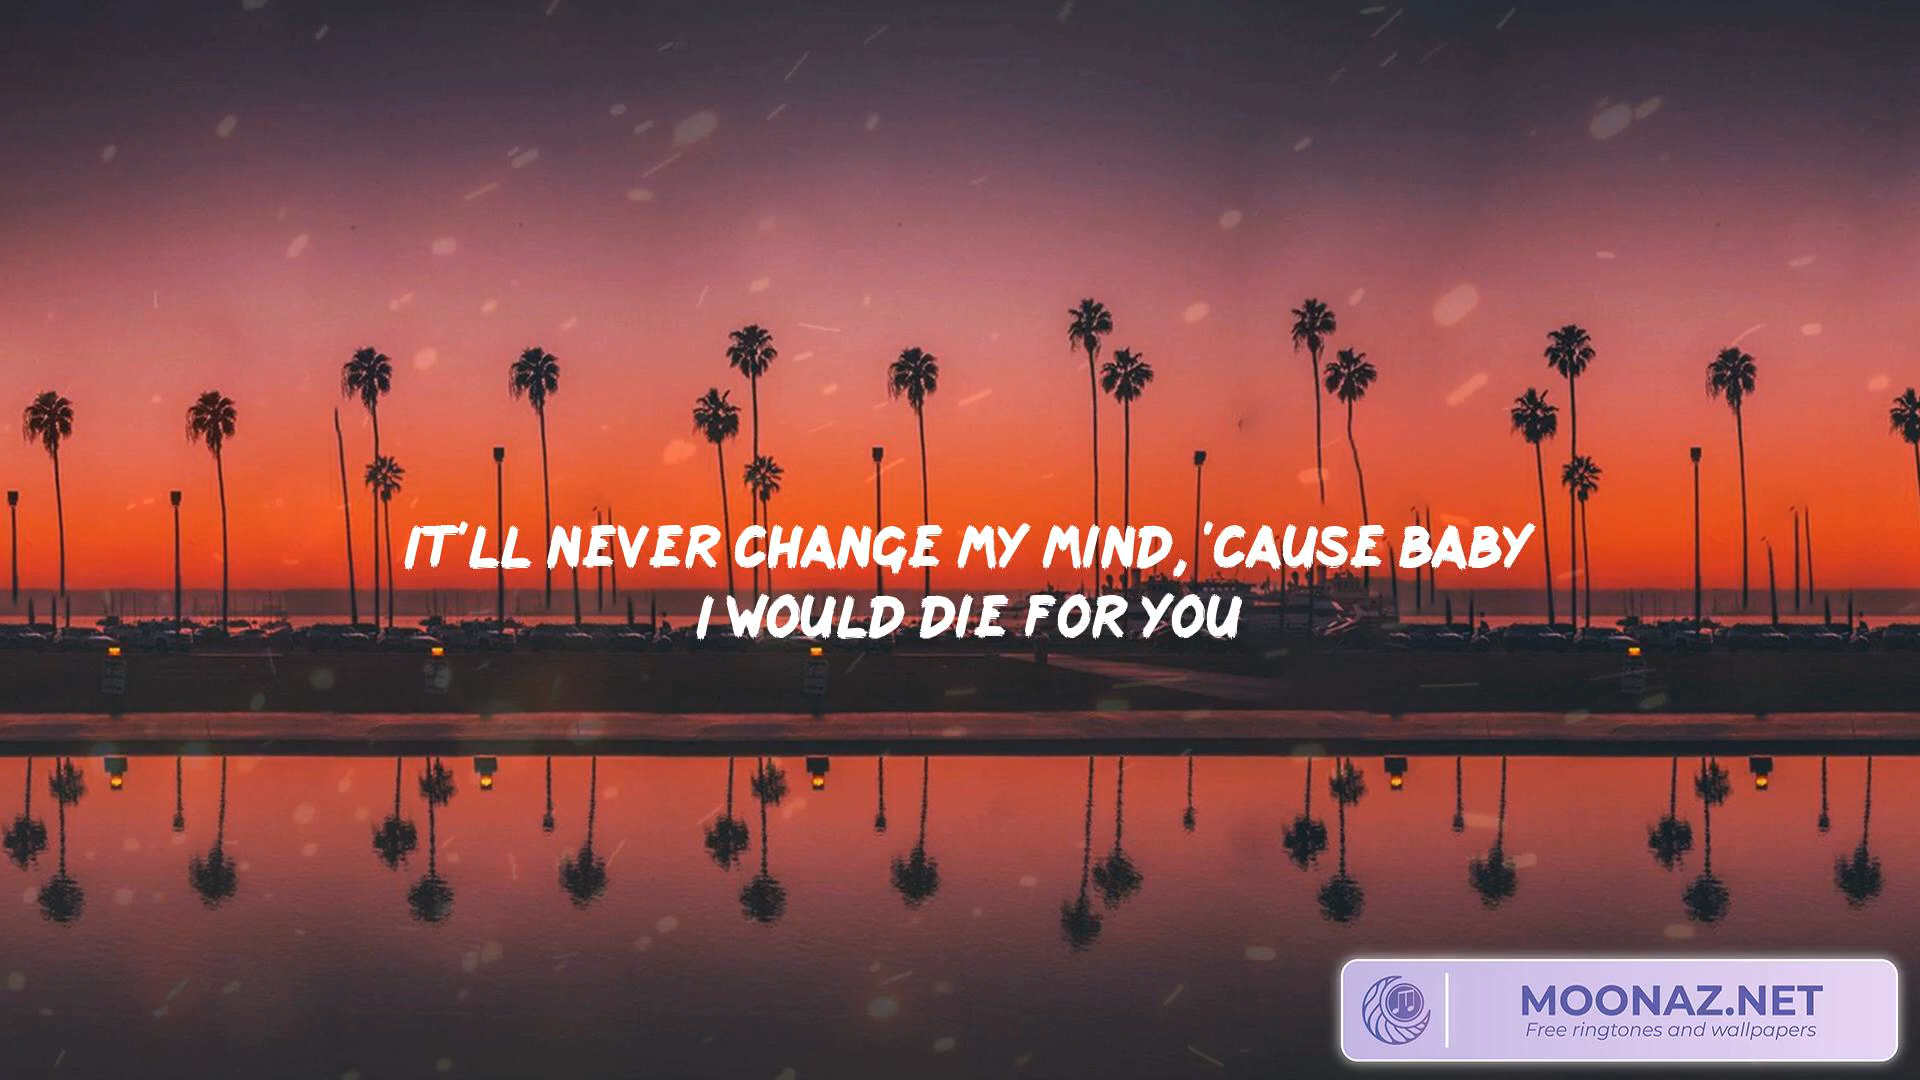 IT'LL NEVER CHANGE MY MIND, 'CAUSE BABY
I WOULD DIE FOR YOU
MOONAZ.NET
Free ringtones and wallpapers